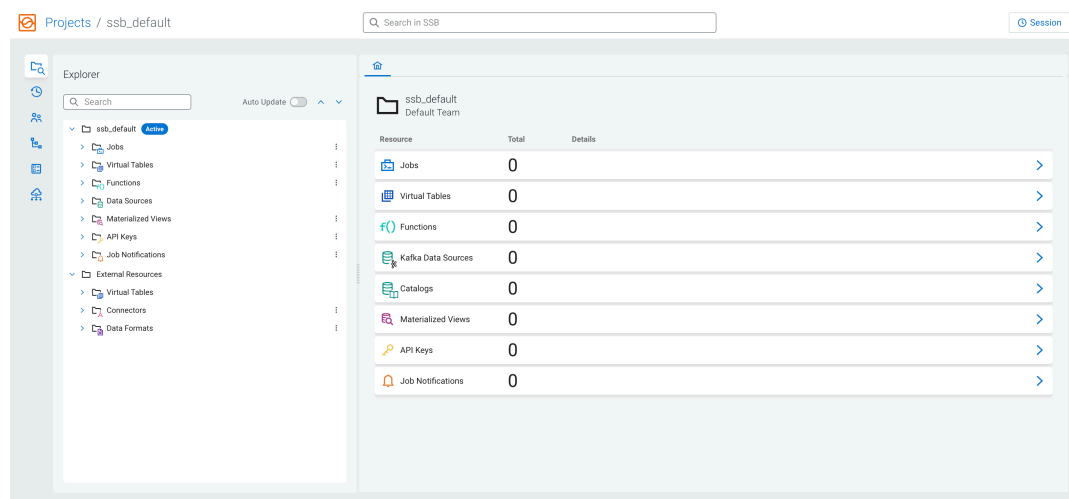 Projects / ssb_default
Search in SSB
Session
Explorer
Search
Auto Update
ssb_default Active
Jobs
Virtual Tables
Functions
Data Sources
Materialized Views
API Keys
Job Notifications
External Resources
Virtual Tables
Connectors
Data Formats
ssb_default
Default Team
Resource Total Details
Jobs 0
Virtual Tables 0
f() Functions 0
Kafka Data Sources 0
Catalogs 0
Materialized Views 0
API Keys 0
Job Notifications 0